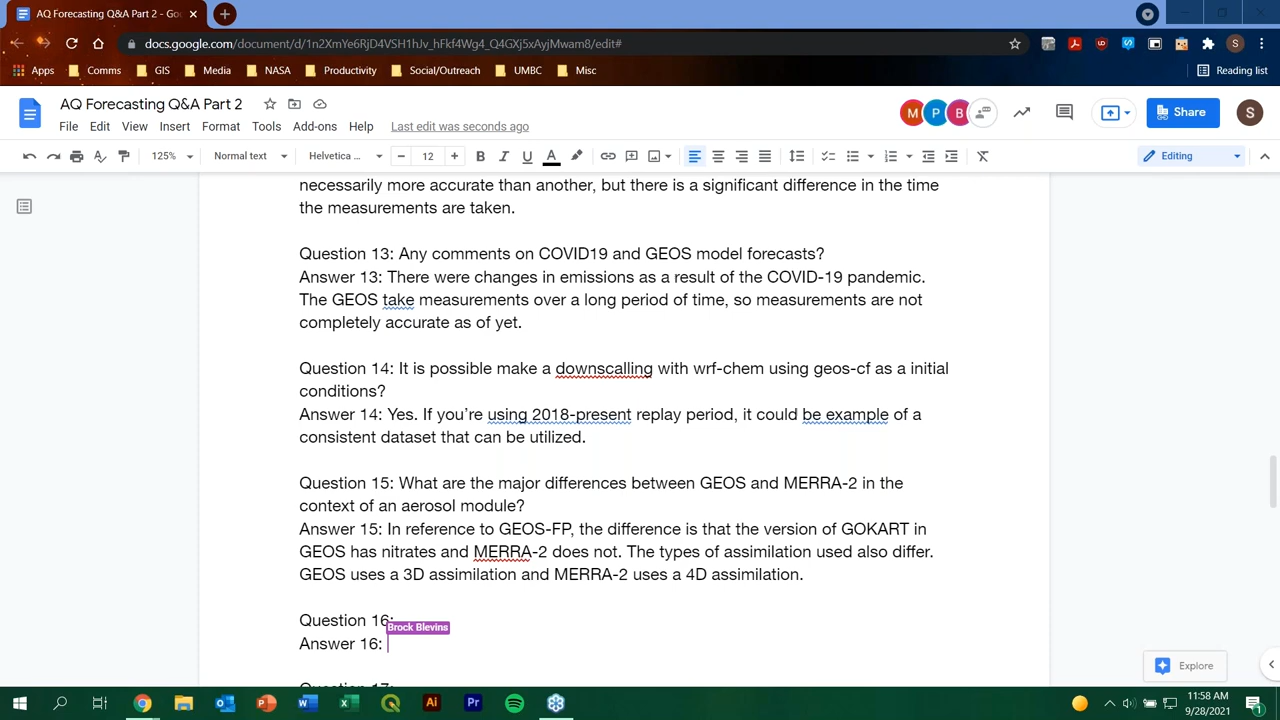 AQ Forecasting Q&A Part 2 - Go
docs.google.com/document/d/1n2XmYe6RjD4VSH1hJv_hFkf4Wg4_Q4GXj5xAyjMwam8/edit#
S
Apps Comms GIS Media NASA Productivity Social/Outreach UMBC Misc Reading list
AQ Forecasting Q&A Part 2
M P B Share S
File Edit View Insert Format Tools Add-ons Help Last edit was seconds ago
125% Normal text Helvetica ... 12 B I U A Editing
necessarily more accurate than another, but there is a significant difference in the time
the measurements are taken.
Question 13: Any comments on COVID19 and GEOS model forecasts?
Answer 13: There were changes in emissions as a result of the COVID-19 pandemic.
The GEOS take measurements over a long period of time, so measurements are not
completely accurate as of yet.
Question 14: It is possible make a downscalling with wrf-chem using geos-cf as a initial
conditions?
Answer 14: Yes. If you’re using 2018-present replay period, it could be example of a
consistent dataset that can be utilized.
Question 15: What are the major differences between GEOS and MERRA-2 in the
context of an aerosol module?
Answer 15: In reference to GEOS-FP, the difference is that the version of GOKART in
GEOS has nitrates and MERRA-2 does not. The types of assimilation used also differ.
GEOS uses a 3D assimilation and MERRA-2 uses a 4D assimilation.
Question 16:
Brock Blevins
Answer 16:
Explore
Question 17:
11:58 AM
9/28/2021